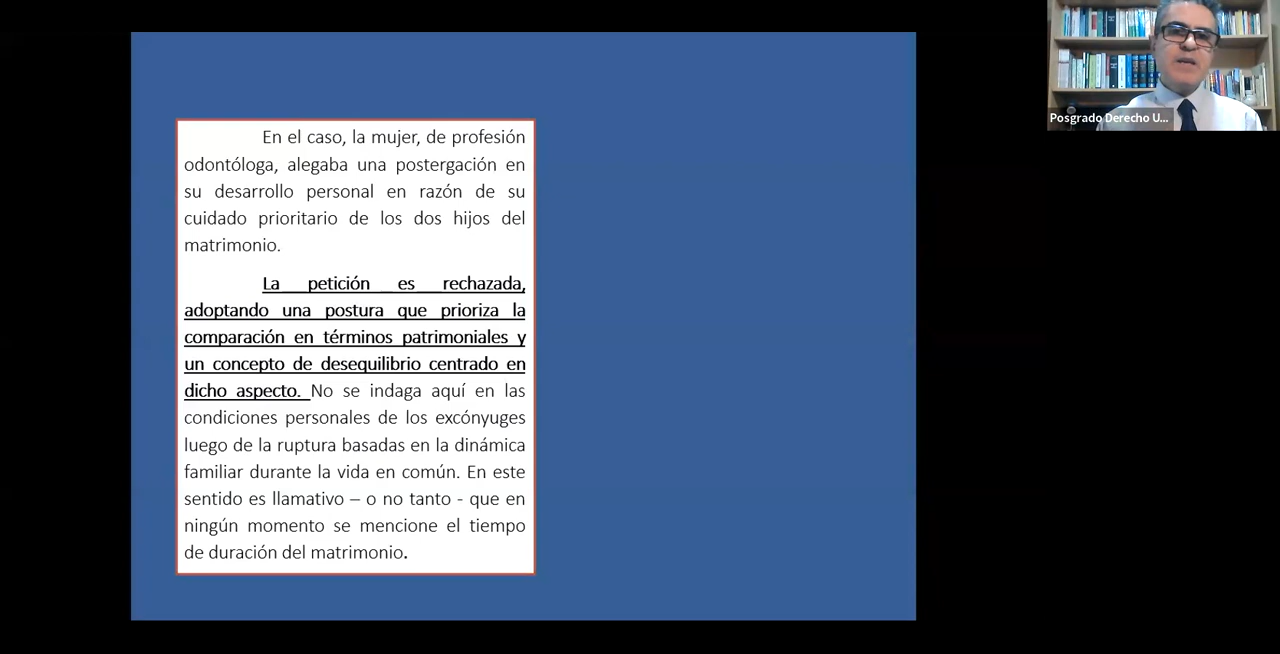 En el caso, la mujer, de profesión
odontóloga, alegaba una postergación en
su desarrollo personal en razón de su
cuidado prioritario de los dos hijos del
matrimonio.
La petición es rechazada,
adoptando una postura que prioriza la
comparación en términos patrimoniales y
un concepto de desequilibrio centrado en
dicho aspecto. No se indaga aquí en las
condiciones personales de los excónyuges
luego de la ruptura basadas en la dinámica
familiar durante la vida en común. En este
sentido es llamativo – o no tanto - que en
ningún momento se mencione el tiempo
de duración del matrimonio.
Posgrado Derecho U...